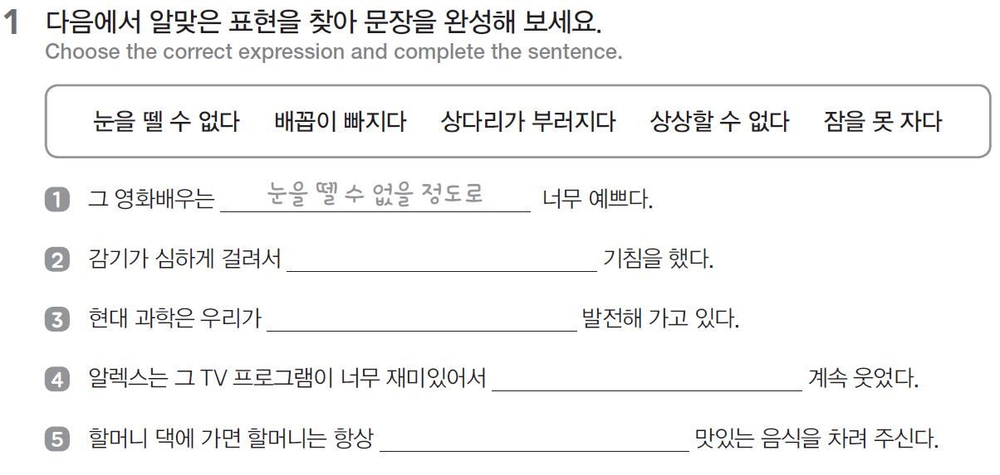 1 다음에서 알맞은 표현을 찾아 문장을 완성해 보세요.
Choose the correct expression and complete the sentence.
눈을 뗄 수 없다 배꼽이 빠지다 상다리가 부러지다 상상할 수 없다 잠을 못 자다
1 그 영화배우는 눈을 뗄 수 없을 정도로 너무 예쁘다.
2 감기가 심하게 걸려서 기침을 했다.
3 현대 과학은 우리가 발전해 가고 있다.
4 알렉스는 그 TV 프로그램이 너무 재미있어서 계속 웃었다.
5 할머니 댁에 가면 할머니는 항상 맛있는 음식을 차려 주신다.